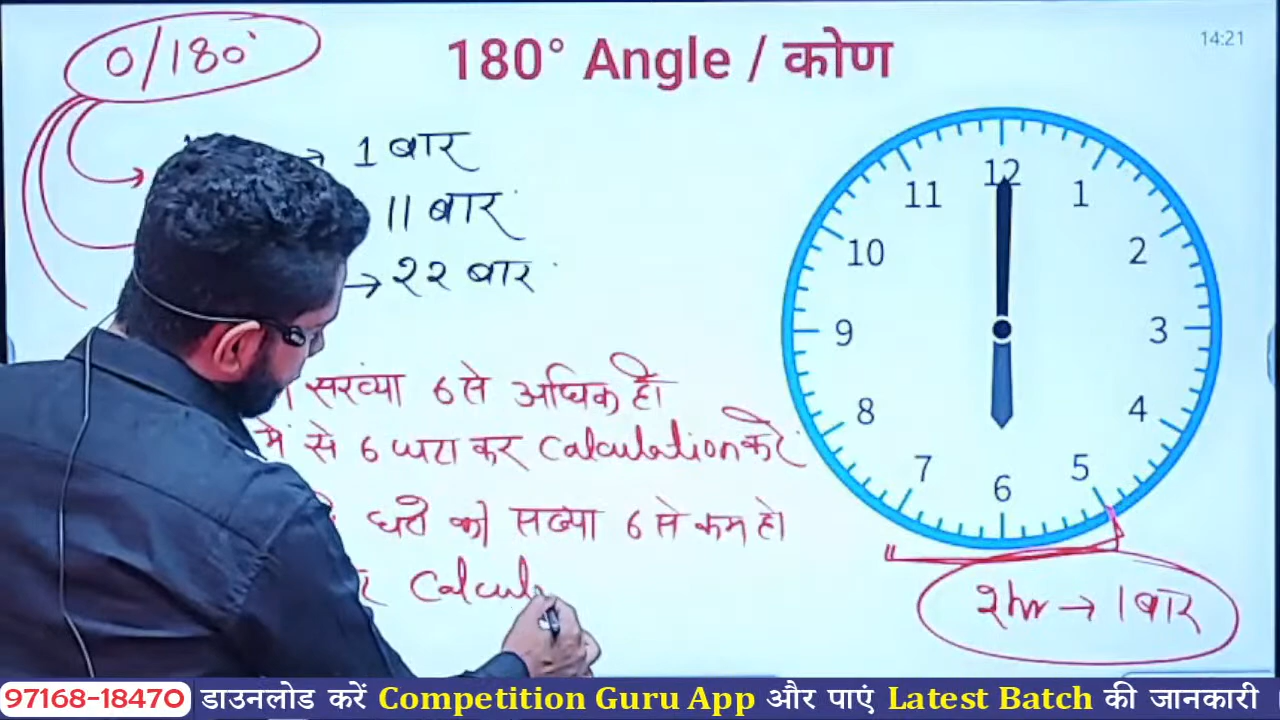 14:21
180° Angle / कोण
0/180°
→ 1 बार
11 बार
→ 22 बार
संख्या 6 से अधिक हो
में से 6 घटा कर Calculation करें
की संख्या 6 से कम हो
Calcul
12
11
1
10
2
9
3
8
4
7
5
6
2hr → 1 बार
97168-18470 डाउनलोड करें Competition Guru App और पाएं Latest Batch की जानकारी